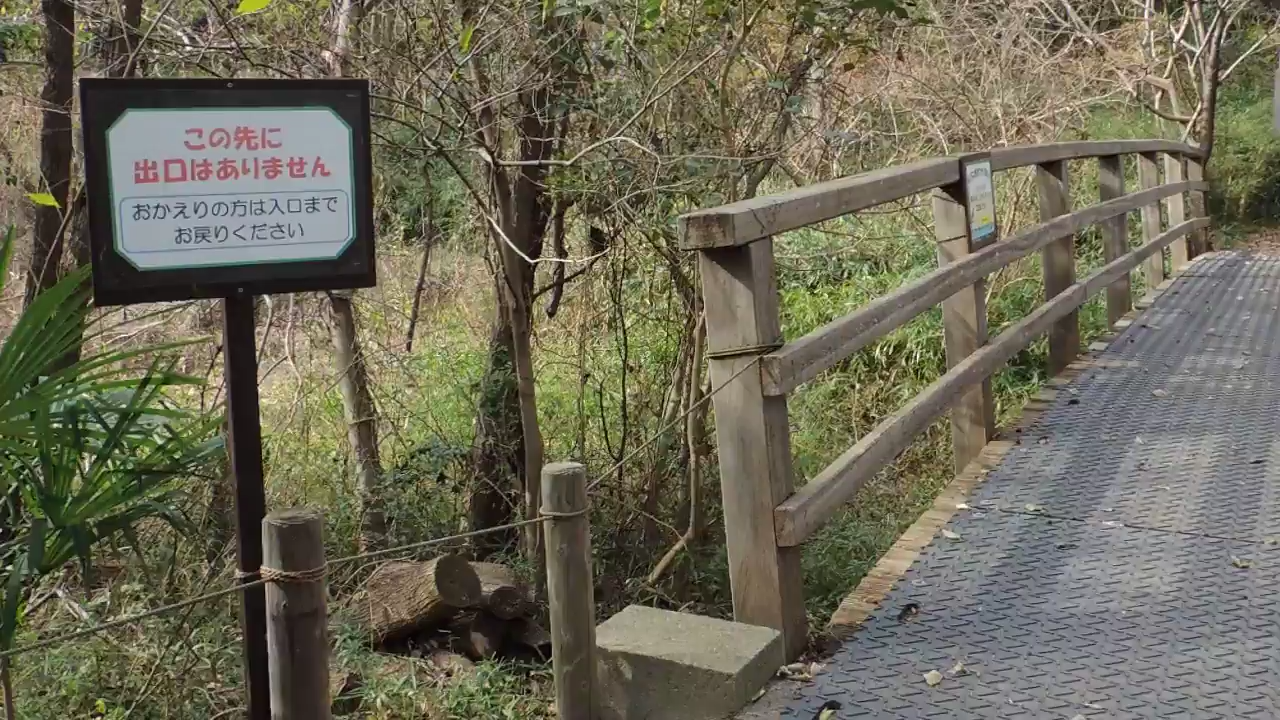 この先に
出口はありません
おかえりの方は入口まで
お戻りください